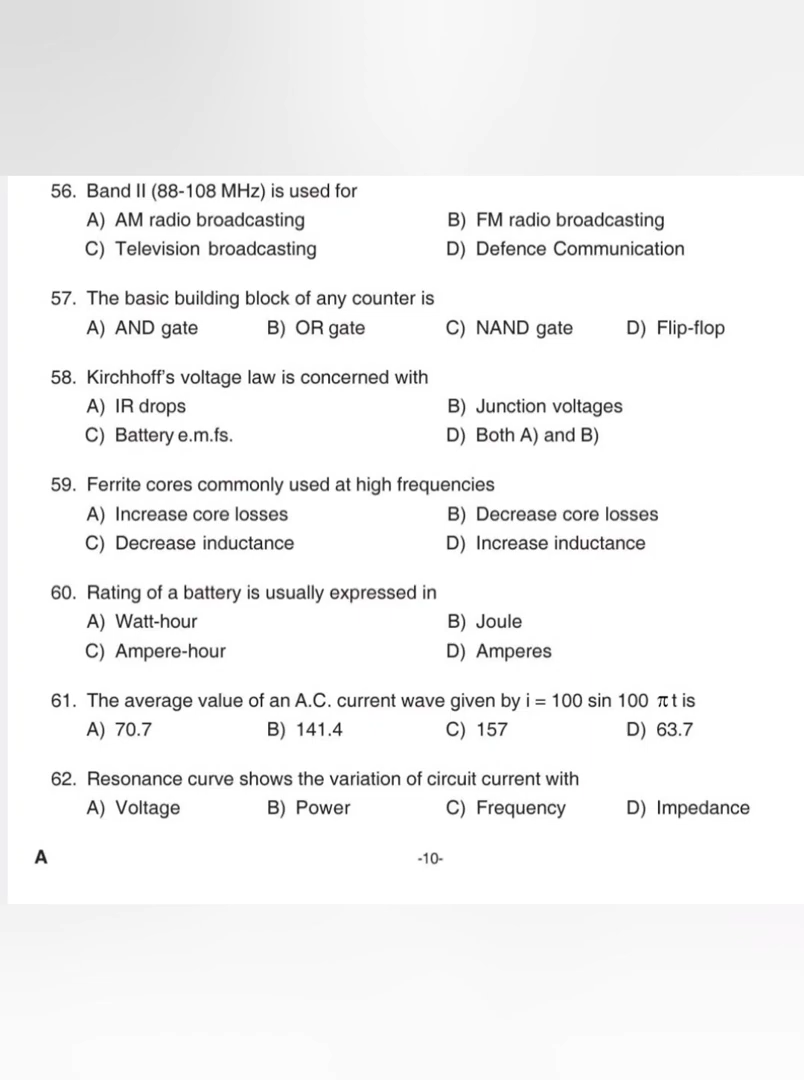 56. Band II (88-108 MHz) is used for
A) AM radio broadcasting B) FM radio broadcasting
C) Television broadcasting D) Defence Communication
57. The basic building block of any counter is
A) AND gate B) OR gate C) NAND gate D) Flip-flop
58. Kirchhoff's voltage law is concerned with
A) IR drops B) Junction voltages
C) Battery e.m.fs. D) Both A) and B)
59. Ferrite cores commonly used at high frequencies
A) Increase core losses B) Decrease core losses
C) Decrease inductance D) Increase inductance
60. Rating of a battery is usually expressed in
A) Watt-hour B) Joule
C) Ampere-hour D) Amperes
61. The average value of an A.C. current wave given by i = 100 sin 100 πt is
A) 70.7 B) 141.4 C) 157 D) 63.7
62. Resonance curve shows the variation of circuit current with
A) Voltage B) Power C) Frequency D) Impedance
A -10-